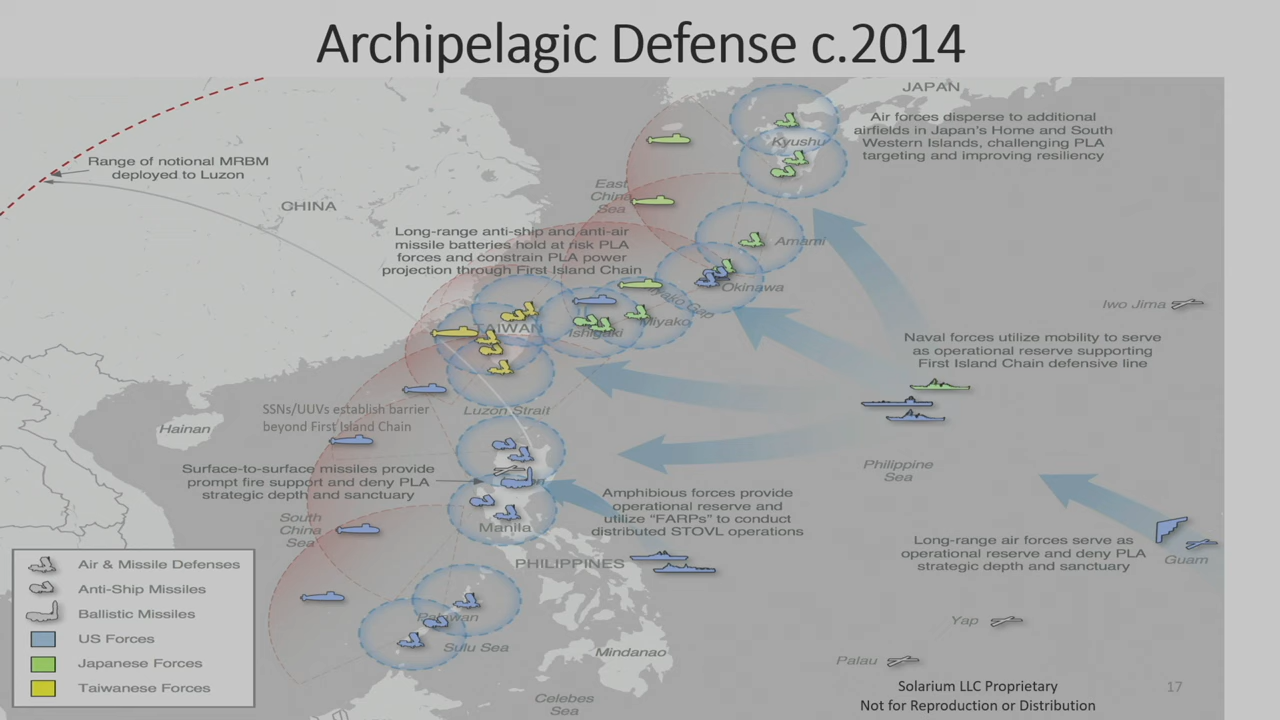 Archipelagic Defense c.2014
JAPAN
Air forces disperse to additional
airfields in Japan's Home and South
Western Islands, challenging PLA
targeting and improving resiliency
Kyushu
Range of notional MRBM
deployed to Luzon
CHINA
East
China
Sea
Long-range anti-ship and anti-air
missile batteries hold at risk PLA
forces and constrain PLA power
projection through First Island Chain
Amami
Okinawa
Miyako Gap
Miyako
Ishigaki
TAIWAN
Iwo Jima
Naval forces utilize mobility to serve
as operational reserve supporting
First Island Chain defensive line
Luzon Strait
SSNs/UUVs establish barrier
beyond First Island Chain
Hainan
Surface-to-surface missiles provide
prompt fire support and deny PLA
strategic depth and sanctuary
Philippine
Sea
Amphibious forces provide
operational reserve and
utilize "FARPs" to conduct
distributed STOVL operations
South
China
Sea
Manila
PHILIPPINES
Long-range air forces serve as
operational reserve and deny PLA
strategic depth and sanctuary
Guam
Palawan
Sulu Sea
Mindanao
Yap
Palau
Celebes
Sea
Air & Missile Defenses
Anti-Ship Missiles
Ballistic Missiles
US Forces
Japanese Forces
Taiwanese Forces
Solarium LLC Proprietary
Not for Reproduction or Distribution
17